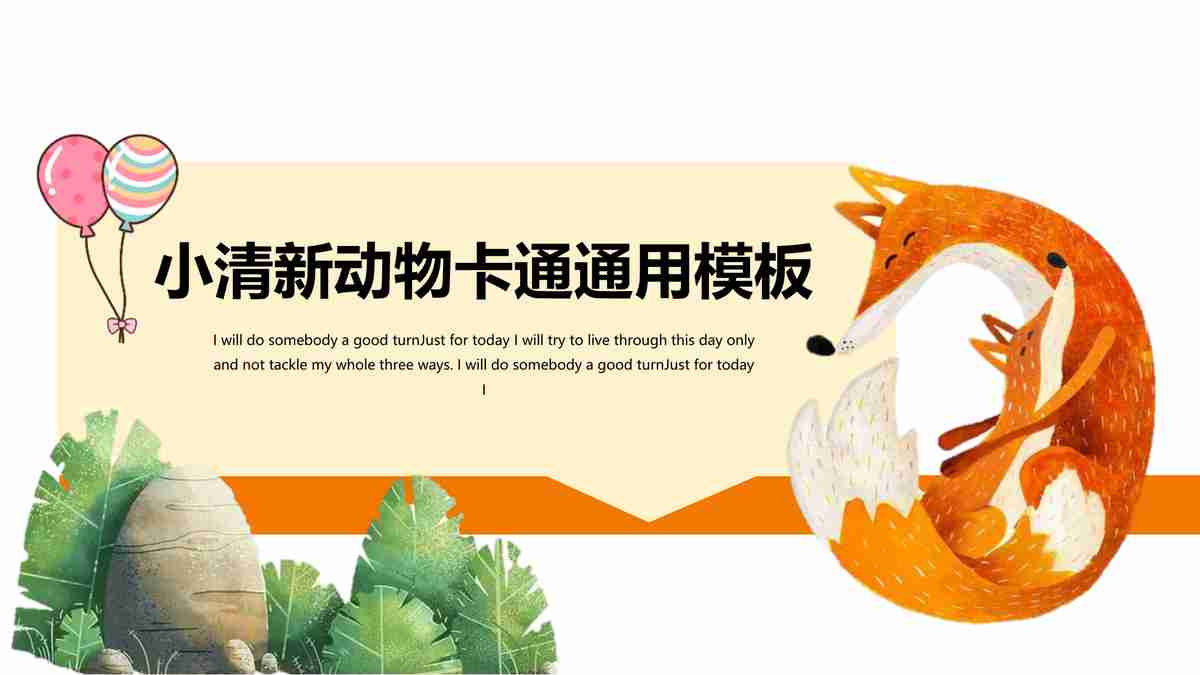 小清新动物卡通通用模板
I will do somebody a good turnJust for today I will try to live through this day only
and not tackle my whole three ways. I will do somebody a good turnJust for today
I